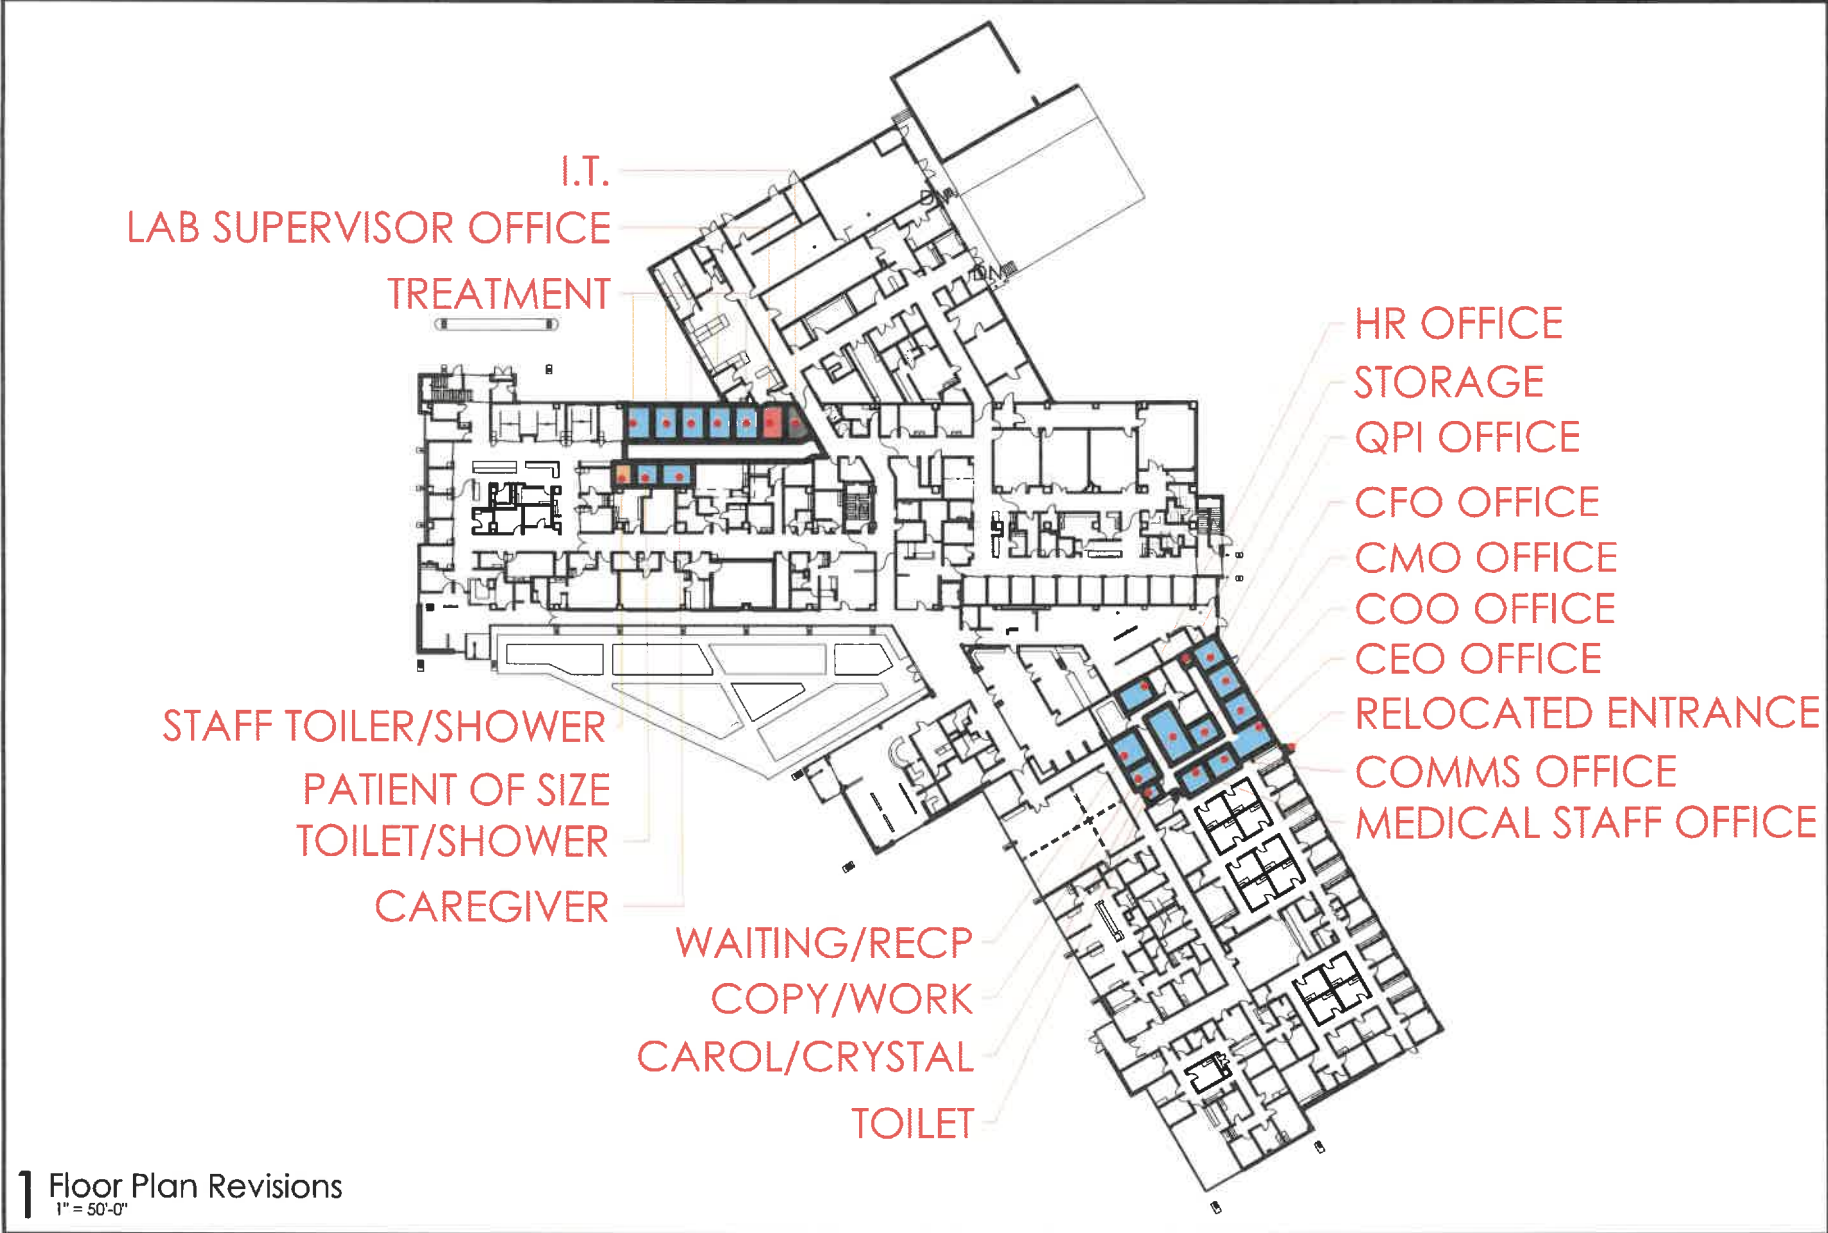 I.T.
LAB SUPERVISOR OFFICE
TREATMENT
DN
DN
HR OFFICE
STORAGE
QPI OFFICE
CFO OFFICE
CMO OFFICE
COO OFFICE
CEO OFFICE
RELOCATED ENTRANCE
COMMS OFFICE
MEDICAL STAFF OFFICE
STAFF TOILER/SHOWER
PATIENT OF SIZE
TOILET/SHOWER
CAREGIVER
WAITING/RECP
COPY/WORK
CAROL/CRYSTAL
TOILET
1 Floor Plan Revisions
1" = 50'-0"